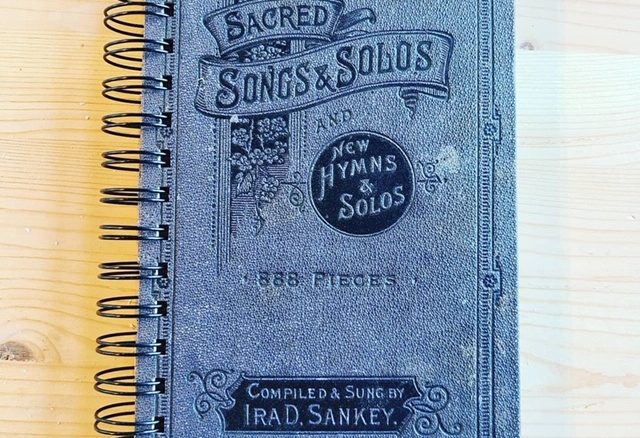 SACRED
SONGS & SOLOS
AND
NEW
HYMNS
&
SOLOS
· 888 PIECES ·
COMPILED & SUNG BY
IRA D. SANKEY.